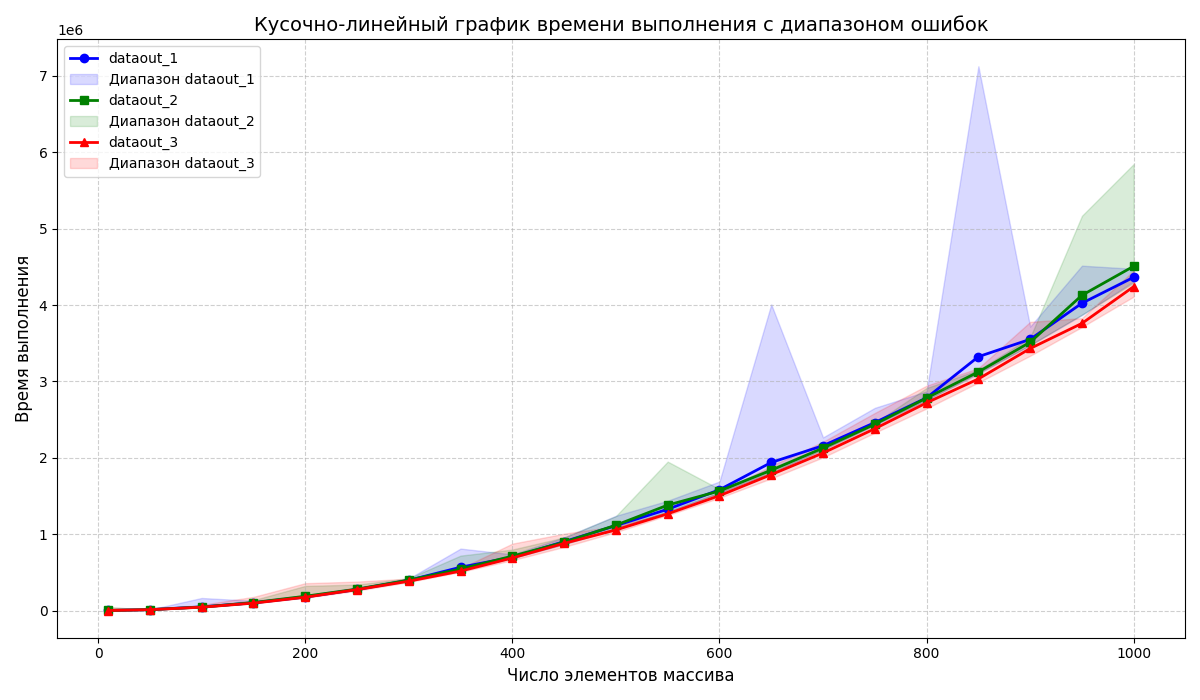 Кусочно-линейный график времени выполнения с диапазоном ошибок
1e6
dataout_1
Диапазон dataout_1
dataout_2
Диапазон dataout_2
dataout_3
Диапазон dataout_3
7
6
5
4
3
2
1
0
Время выполнения
0 200 400 600 800 1000
Число элементов массива